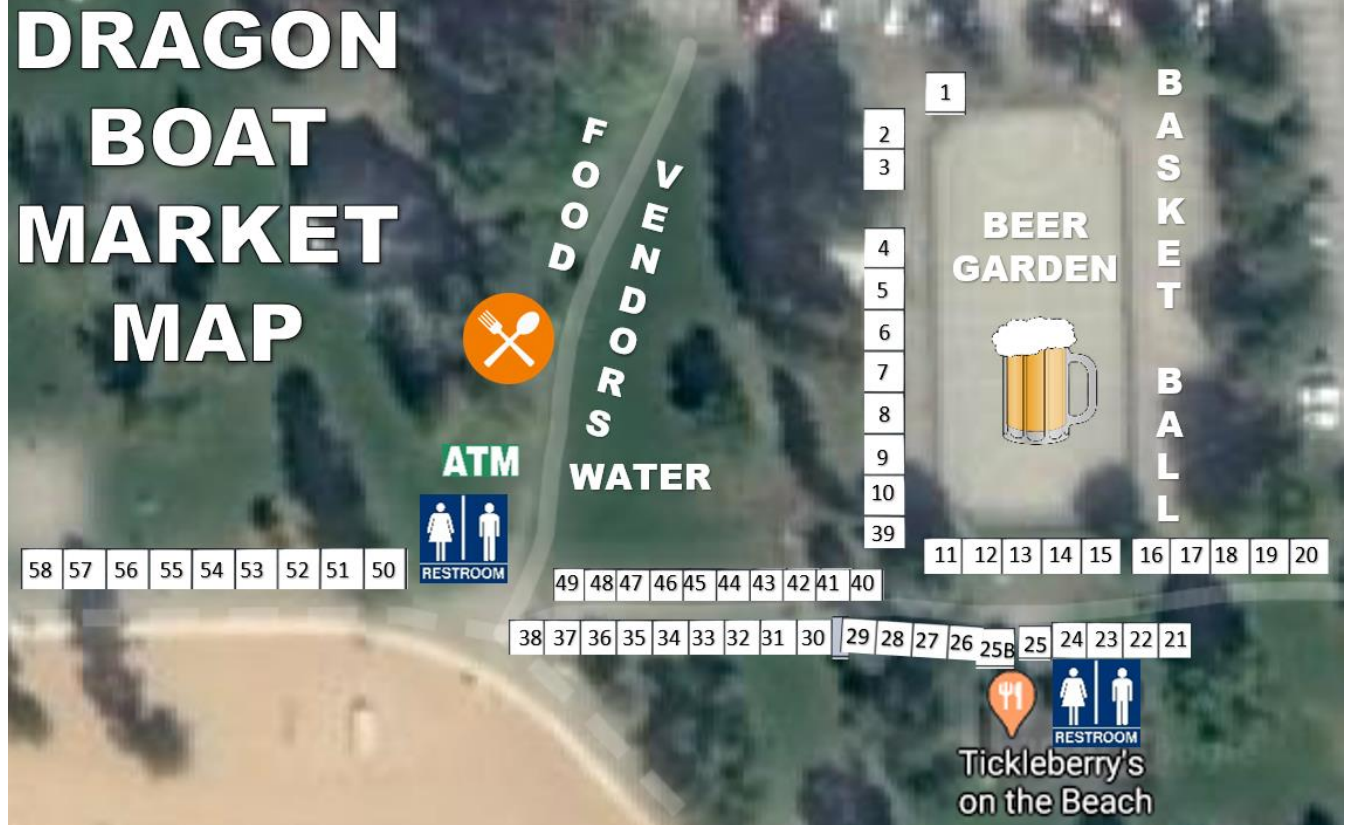 DRAGON
BOAT
MARKET
MAP
FOOD
VENDORS
ATM
WATER
RESTROOM
1
2
3
4
5
6
7
8
9
10
39
BEER
GARDEN
BASKET BALL
11 12 13 14 15 16 17 18 19 20
58 57 56 55 54 53 52 51 50
49 48 47 46 45 44 43 42 41 40
38 37 36 35 34 33 32 31 30 29 28 27 26 25B 25 24 23 22 21
RESTROOM
Tickleberry's
on the Beach